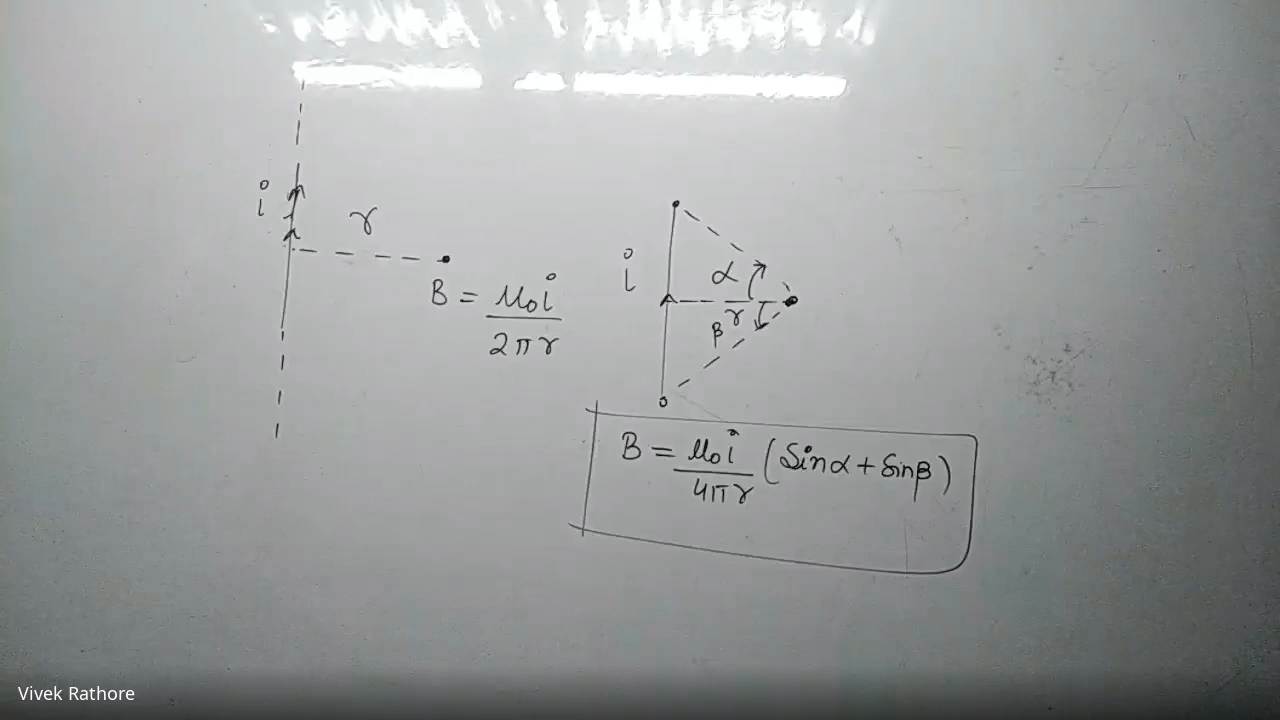 i
r
B = μ₀i / 2πr
i
α
r
β
B = μ₀i / 4πr (Sinα + Sinβ)
Vivek Rathore